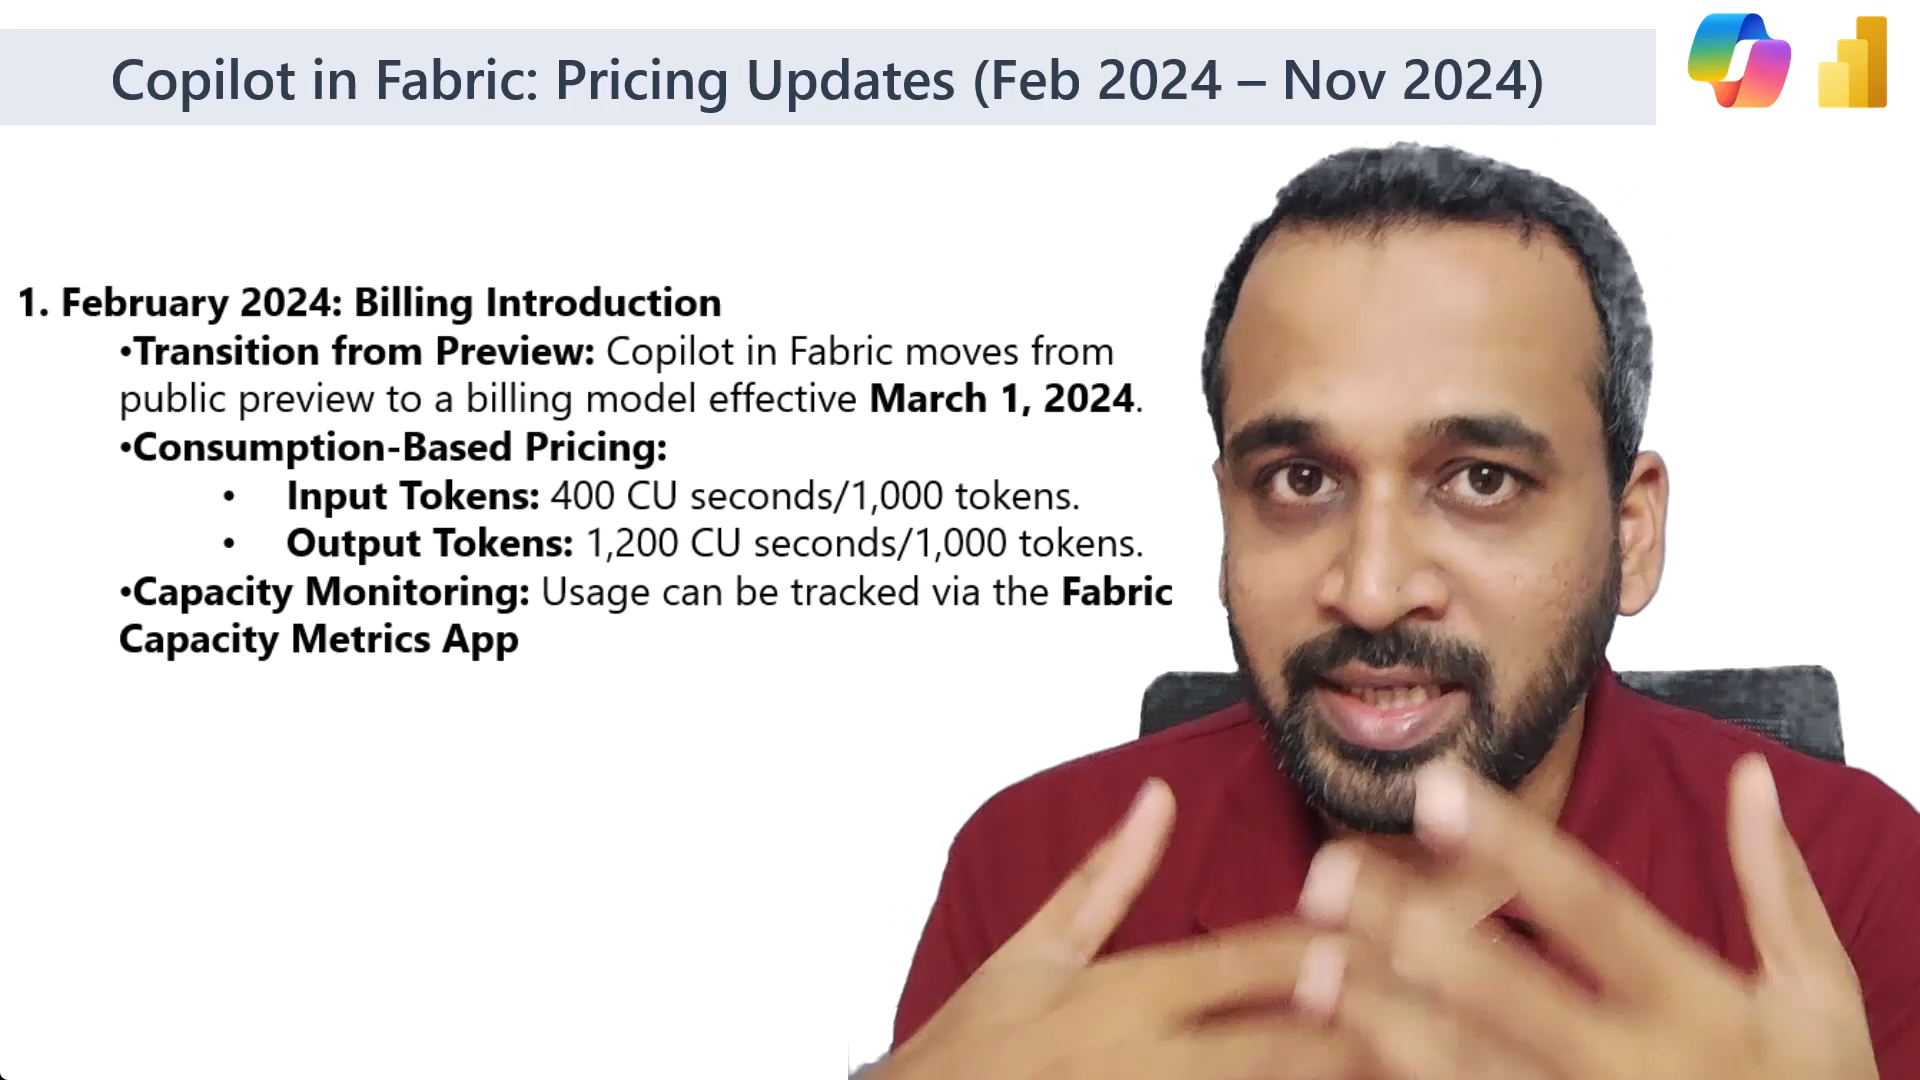 Copilot in Fabric: Pricing Updates (Feb 2024 – Nov 2024)
1. February 2024: Billing Introduction
•Transition from Preview: Copilot in Fabric moves from
public preview to a billing model effective March 1, 2024.
•Consumption-Based Pricing:
• Input Tokens: 400 CU seconds/1,000 tokens.
• Output Tokens: 1,200 CU seconds/1,000 tokens.
•Capacity Monitoring: Usage can be tracked via the Fabric
Capacity Metrics App